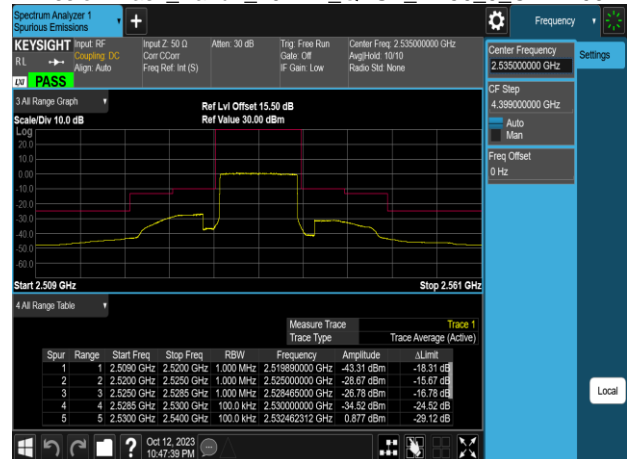 Spectrum Analyzer 1
Spurious Emissions
Frequency
KEYSIGHT Input: RF Input Z: 50 Ω Atten: 30 dB Trig: Free Run Center Freq: 2.535000000 GHz
RL Coupling: DC Corr CCorr Gate: Off Avg|Hold: 10/10
Align: Auto Freq Ref: Int (S) IF Gain: Low Radio Std: None
LXI PASS
Center Frequency
2.535000000 GHz
Settings
CF Step
4.399000000 GHz
Auto
Man
Freq Offset
0 Hz
3 All Range Graph
Ref Lvl Offset 15.50 dB
Scale/Div 10.0 dB Ref Value 30.00 dBm
Log
20.0
10.0
0.00
-10.0
-20.0
-30.0
-40.0
-50.0
-60.0
Start 2.509 GHz Stop 2.561 GHz
4 All Range Table
Measure Trace Trace 1
Trace Type Trace Average (Active)
Spur Range Start Freq Stop Freq RBW Frequency Amplitude ΔLimit
1 1 2.5090 GHz 2.5200 GHz 1.000 MHz 2.519890000 GHz -43.31 dBm -18.31 dB
2 2 2.5200 GHz 2.5250 GHz 1.000 MHz 2.525000000 GHz -28.67 dBm -15.67 dB
3 3 2.5250 GHz 2.5285 GHz 1.000 MHz 2.528465000 GHz -26.78 dBm -16.78 dB
4 4 2.5285 GHz 2.5300 GHz 100.0 kHz 2.530000000 GHz -34.52 dBm -24.52 dB
5 5 2.5300 GHz 2.5400 GHz 100.0 kHz 2.532462312 GHz 0.877 dBm -29.12 dB
Local
Oct 12, 2023
10:47:39 PM